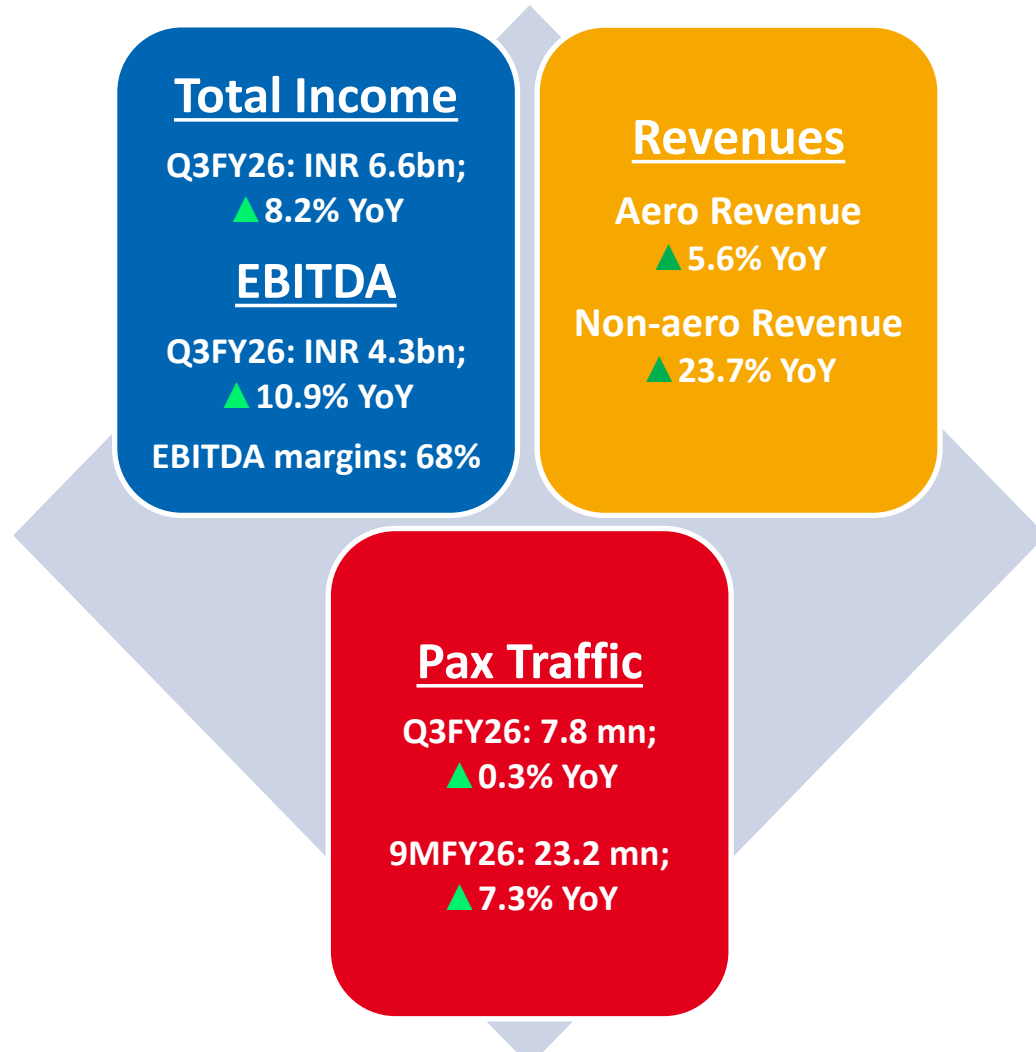 Total Income
Q3FY26: INR 6.6bn;
▲ 8.2% YoY
EBITDA
Q3FY26: INR 4.3bn;
▲ 10.9% YoY
EBITDA margins: 68%
Revenues
Aero Revenue
▲ 5.6% YoY
Non-aero Revenue
▲ 23.7% YoY
Pax Traffic
Q3FY26: 7.8 mn;
▲ 0.3% YoY
9MFY26: 23.2 mn;
▲ 7.3% YoY